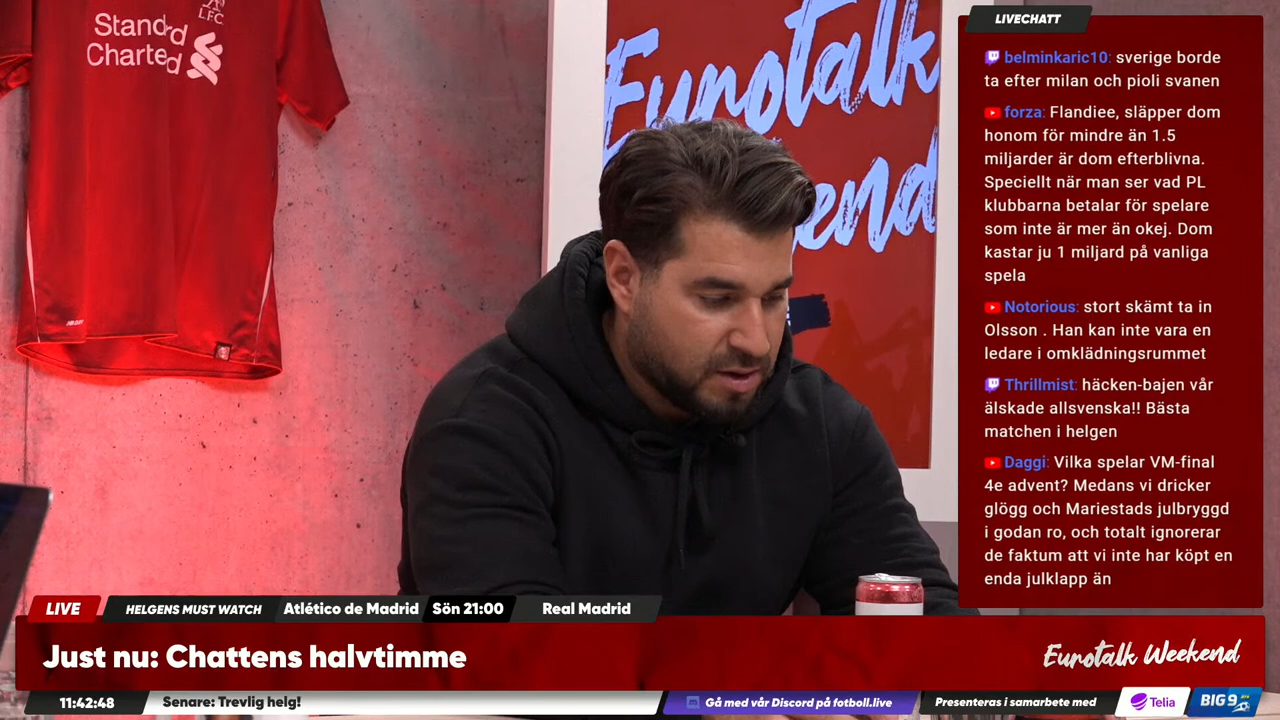 LFC
Standard
Chartered
Eurotalk
end
LIVECHATT
belminkaric10: sverige borde
ta efter milan och pioli svanen
forza: Flandiee, släpper dom
honom för mindre än 1.5
miljarder är dom efterblivna.
Speciellt när man ser vad PL
klubbarna betalar för spelare
som inte är mer än okej. Dom
kastar ju 1 miljard på vanliga
spela
Notorious: stort skämt ta in
Olsson . Han kan inte vara en
ledare i omklädningsrummet
Thrillmist: häcken-bajen vår
älskade allsvenska!! Bästa
matchen i helgen
Daggi: Vilka spelar VM-final
4e advent? Medans vi dricker
glögg och Mariestads julbryggd
i godan ro, och totalt ignorerar
de faktum att vi inte har köpt en
enda julklapp än
LIVE HELGENS MUST WATCH Atlético de Madrid Sön 21:00 Real Madrid
Just nu: Chattens halvtimme
Eurotalk Weekend
11:42:48 Senare: Trevlig helg! Gå med vår Discord på fotboll.live Presenteras i samarbete med Telia BIG9